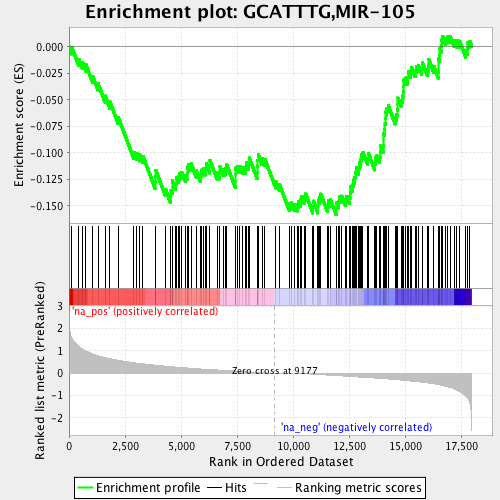 Enrichment plot: GCATTTG,MIR-105
Enrichment score (ES)
0.000
-0.025
-0.050
-0.075
-0.100
-0.125
-0.150
'na_pos' (positively correlated)
Ranked list metric (PreRanked)
3
2
1
0
-1
-2
Zero cross at 9177
'na_neg' (negatively correlated)
0
2,500
5,000
7,500
10,000
12,500
15,000
17,500
Rank in Ordered Dataset
Enrichment profile
Hits
Ranking metric scores